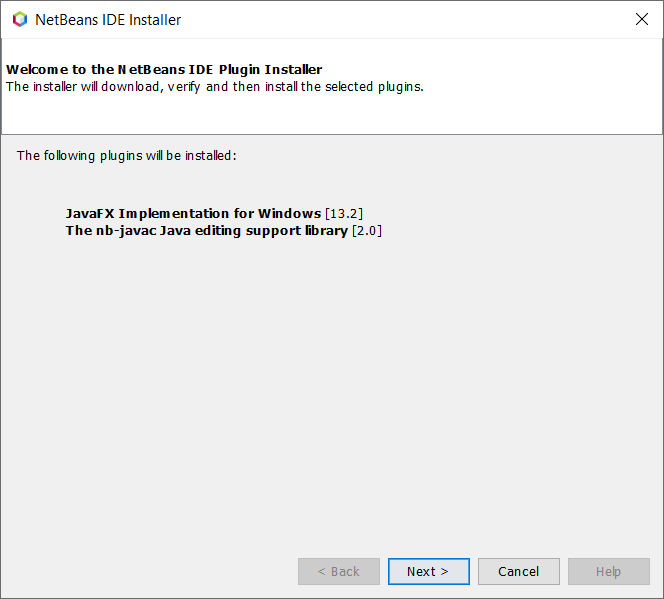 NetBeans IDE Installer
Welcome to the NetBeans IDE Plugin Installer
The installer will download, verify and then install the selected plugins.
The following plugins will be installed:
JavaFX Implementation for Windows [13.2]
The nb-javac Java editing support library [2.0]
< Back
Next >
Cancel
Help